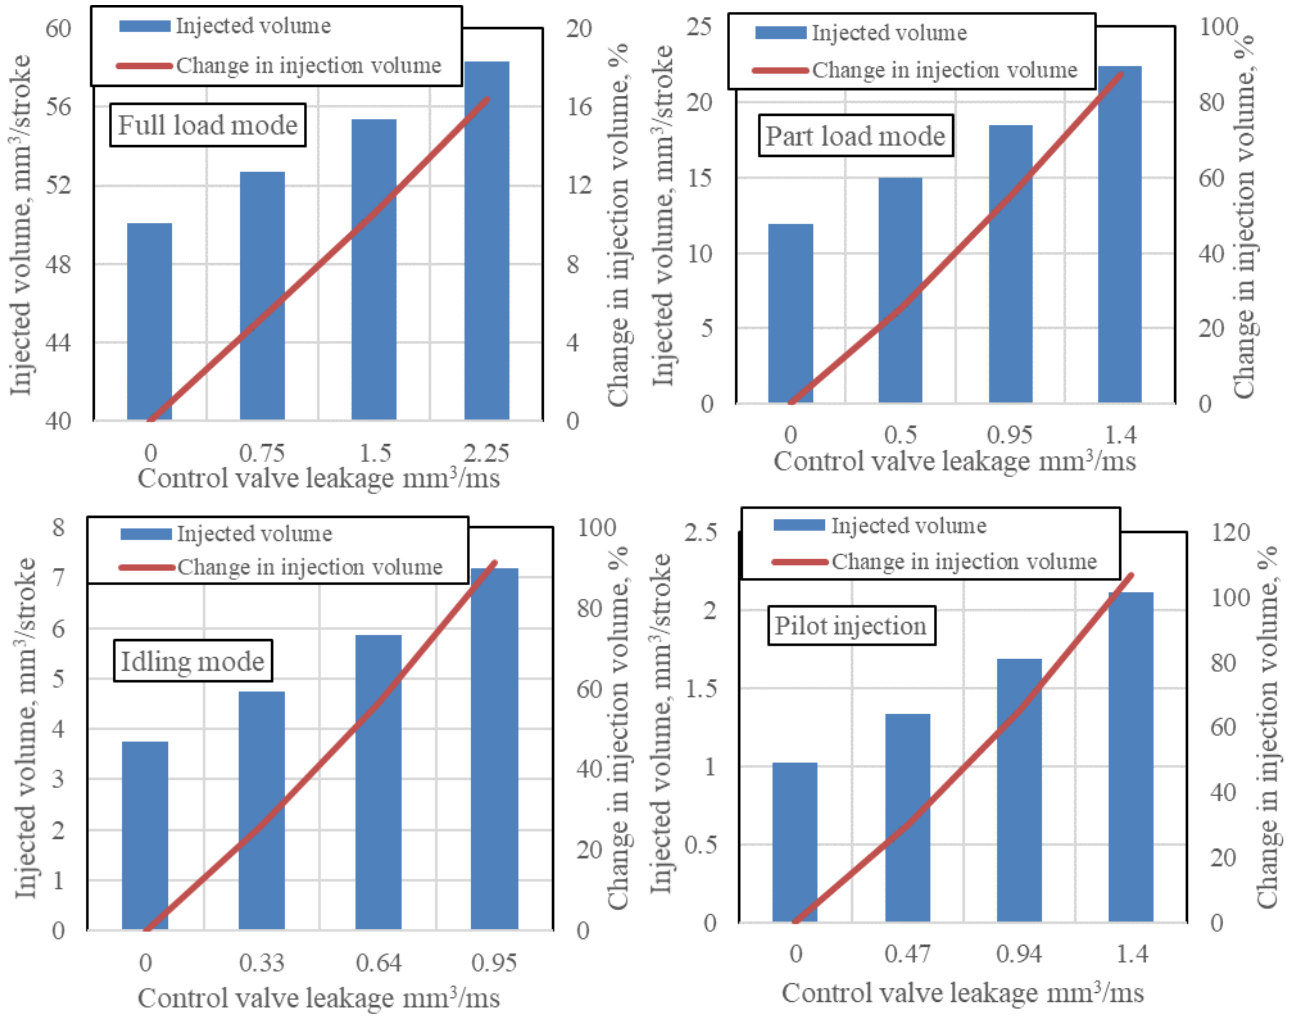 Injected volume
Change in injection volume
Full load mode
Injected volume, mm³/stroke
60
56
52
48
44
40
20
16
12
8
4
0
Change in injection volume, %
0 0.75 1.5 2.25
Control valve leakage mm³/ms
Injected volume
Change in injection volume
Part load mode
Injected volume, mm³/stroke
25
20
15
10
5
0
100
80
60
40
20
0
Change in injection volume, %
0 0.5 0.95 1.4
Control valve leakage mm³/ms
Injected volume
Change in injection volume
Idling mode
Injected volume, mm³/stroke
8
7
6
5
4
3
2
1
0
100
80
60
40
20
0
Change in injection volume, %
0 0.33 0.64 0.95
Control valve leakage mm³/ms
Injected volume
Change in injection volume
Pilot injection
Injected volume, mm³/stroke
2.5
2
1.5
1
0.5
0
120
100
80
60
40
20
0
Change in injection volume, %
0 0.47 0.94 1.4
Control valve leakage mm³/ms